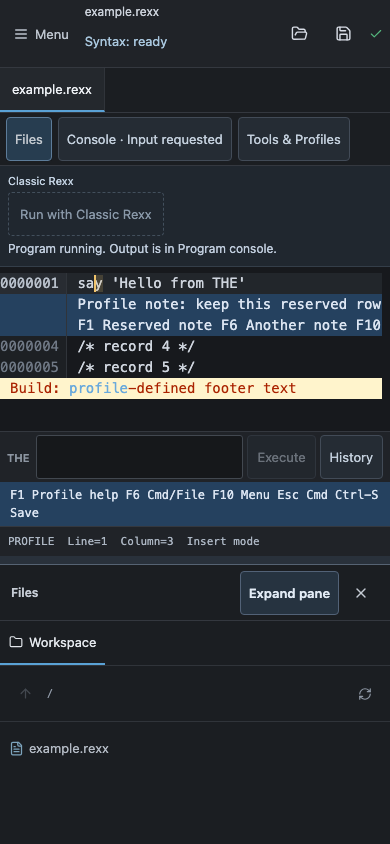 example.rexx
Menu
Syntax: ready
example.rexx
Files
Console · Input requested
Tools & Profiles
Classic Rexx
Run with Classic Rexx
Program running. Output is in Program console.
0000001 say 'Hello from THE'
Profile note: keep this reserved row
F1 Reserved note F6 Another note F10
0000004 /* record 4 */
0000005 /* record 5 */
Build: profile-defined footer text
THE
Execute
History
F1 Profile help F6 Cmd/File F10 Menu Esc Cmd Ctrl-S
Save
PROFILE Line=1 Column=3 Insert mode
Files
Expand pane
Workspace
/
example.rexx